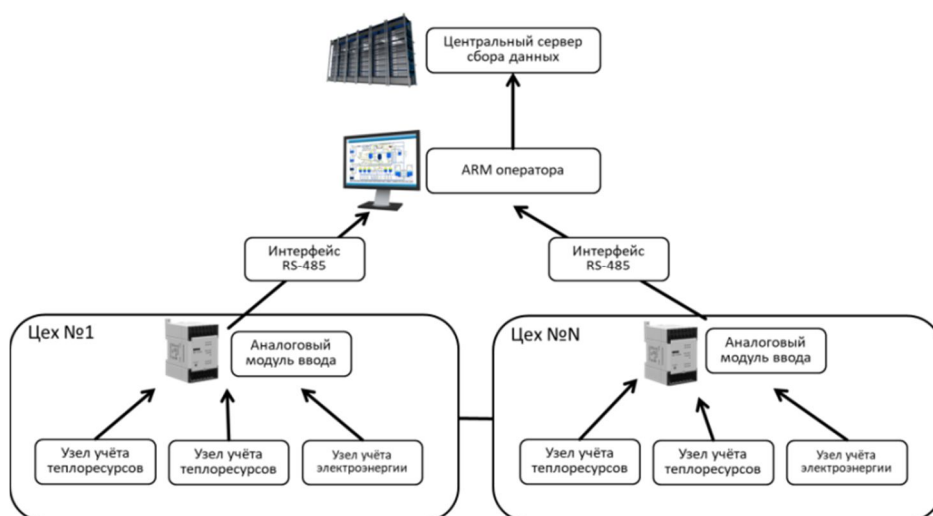 Центральный сервер
сбора данных
ARM оператора
Интерфейс
RS-485
Интерфейс
RS-485
Цех №1
Аналоговый
модуль ввода
Узел учёта
теплоресурсов
Узел учёта
теплоресурсов
Узел учёта
электроэнергии
Цех №N
Аналоговый
модуль ввода
Узел учёта
теплоресурсов
Узел учёта
теплоресурсов
Узел учёта
электроэнергии